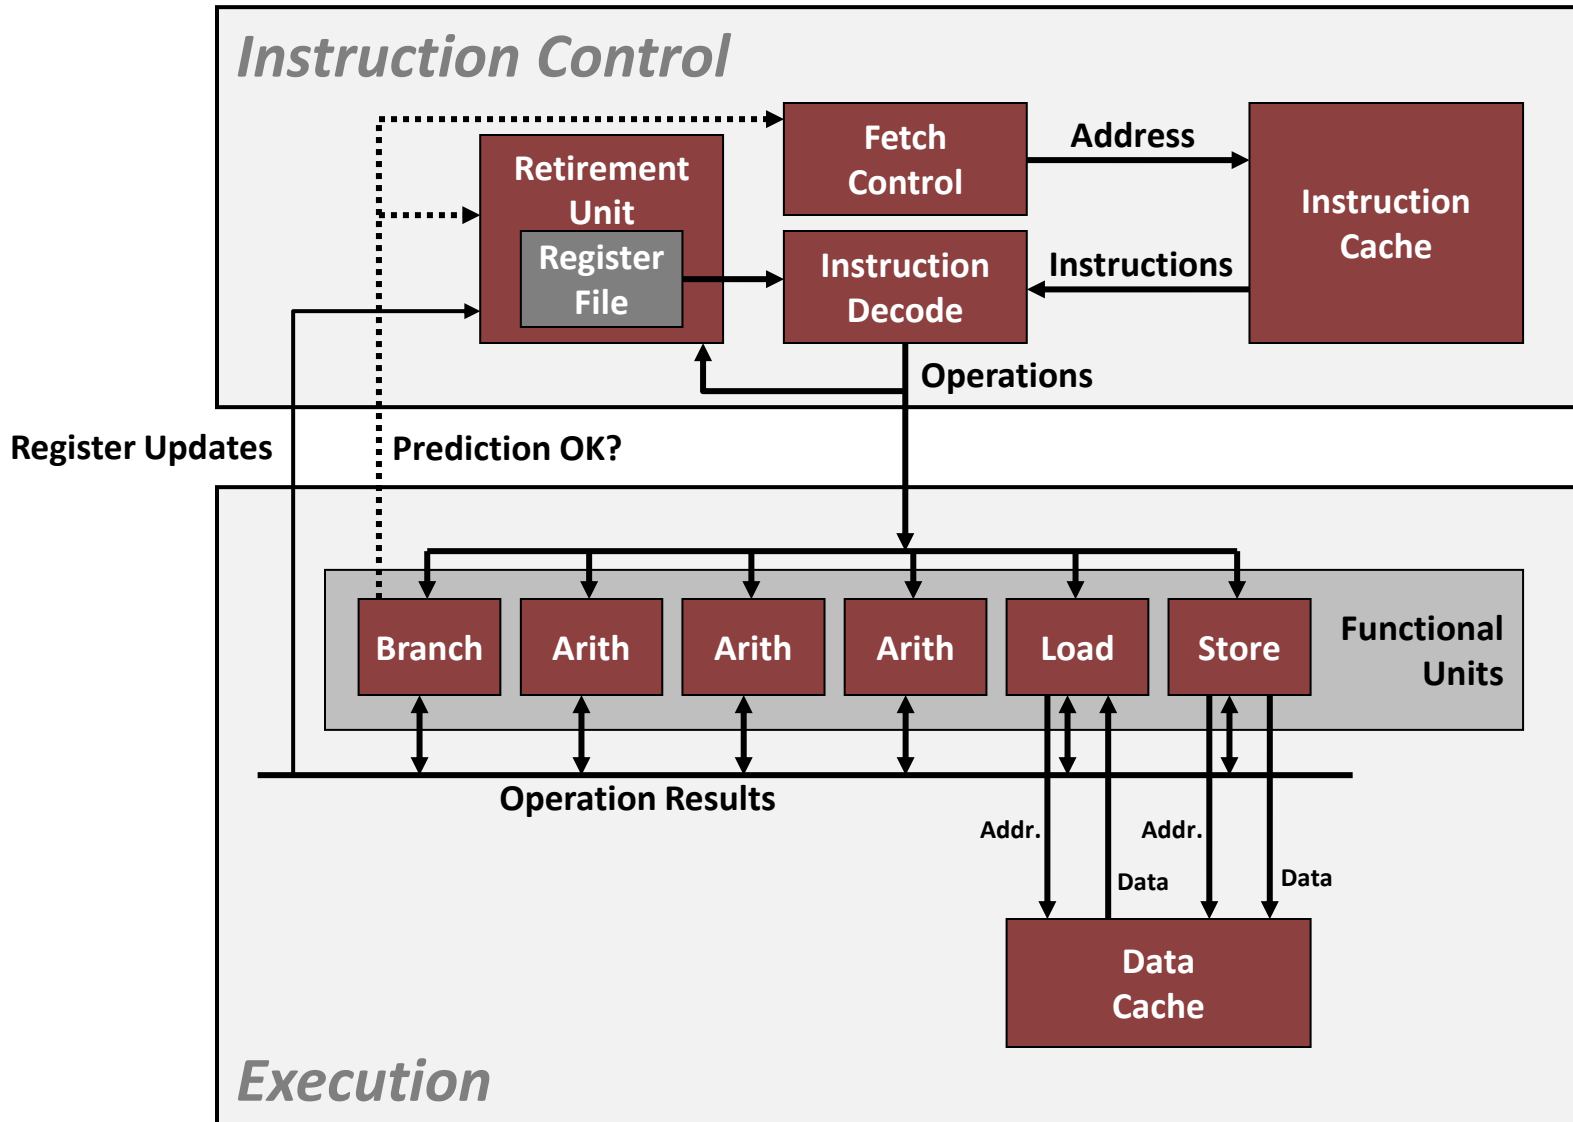 Instruction Control
Fetch
Control
Address
Instruction
Cache
Retirement
Unit
Register
File
Instruction
Decode
Instructions
Operations
Register Updates
Prediction OK?
Branch
Arith
Arith
Arith
Load
Store
Functional
Units
Operation Results
Addr.
Addr.
Data
Data
Data
Cache
Execution